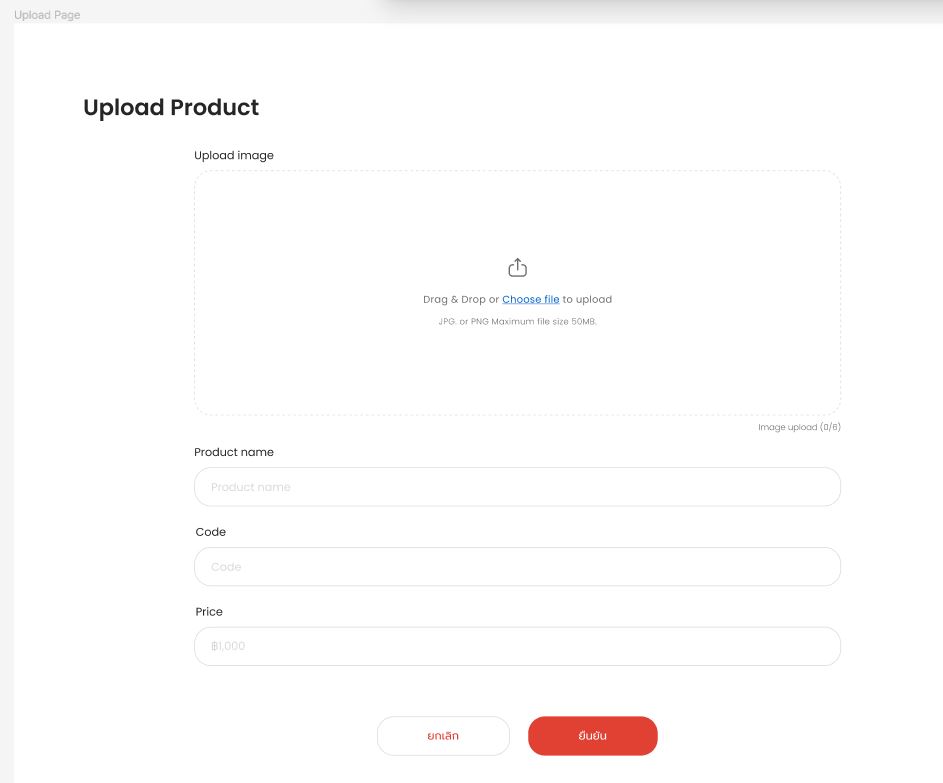 Upload Page
Upload Product
Upload image
Drag & Drop or Choose file to upload
JPG. or PNG Maximum file size 50MB.
Image upload (0/6)
Product name
Product name
Code
Code
Price
฿1,000
ยกเลิก
ยืนยัน